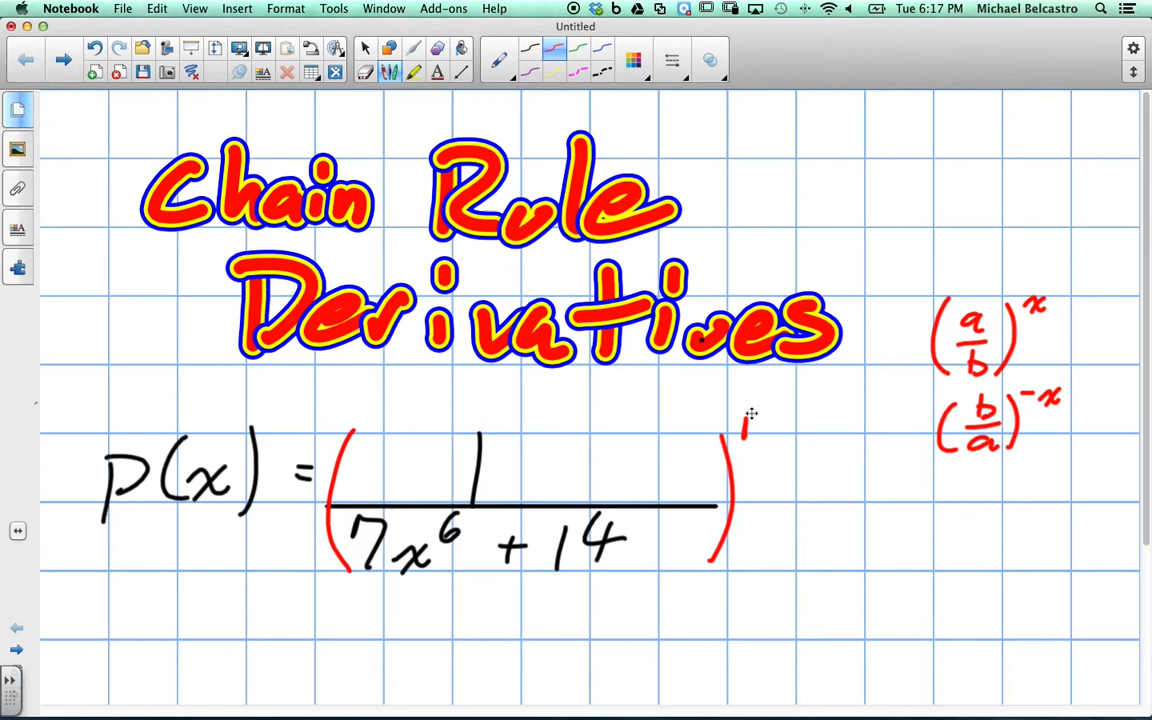 Notebook File Edit View Insert Format Tools Window Add-ons Help Tue 6:17 PM Michael Belcastro
Untitled
Chain Rule
Derivatives
(a/b)^x
(b/a)^-x
p(x) = (1/(7x^6 + 14))^1